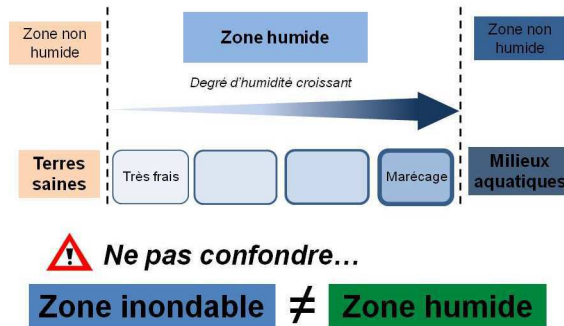 Zone non
humide
Zone humide
Zone non
humide
Degré d'humidité croissant
Terres
saines
Très frais
Marécage
Milieux
aquatiques
Ne pas confondre…
Zone inondable ≠ Zone humide